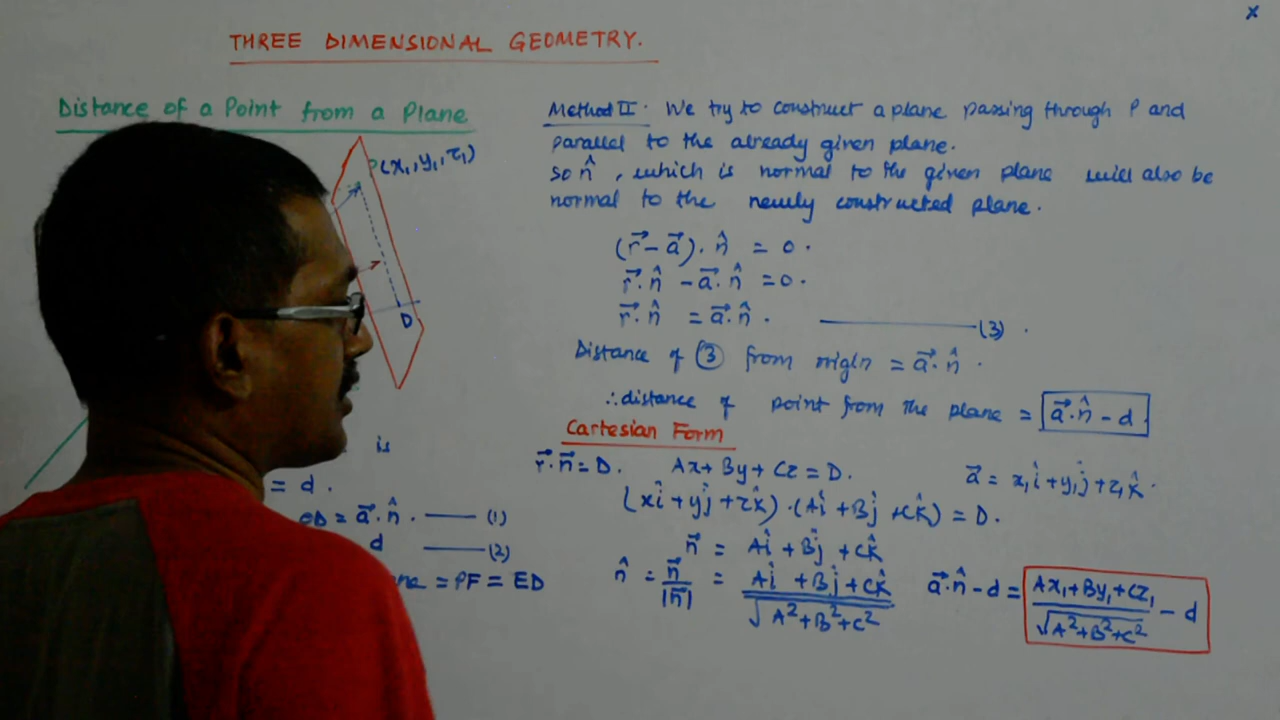 x
THREE DIMENSIONAL GEOMETRY.
Distance of a Point from a Plane
P(x₁,y₁,z₁)
D
is
= d.
ED = a⃗.n̂. —— (1)
d —— (2)
= PF = ED
Method II. We try to construct a plane passing through P and
parallel to the already given plane.
so n̂, which is normal to the given plane will also be
normal to the newly constructed plane.
(r⃗-a⃗).n̂ = 0.
r⃗.n̂ - a⃗.n̂ = 0.
r⃗.n̂ = a⃗.n̂. —— (3).
Distance of ③ from origin = a⃗.n̂.
∴ distance of point from the plane = a⃗.n̂ - d
Cartesian Form
r⃗.n⃗ = D. Ax + By + Cz = D. a⃗ = x₁î + y₁ĵ + z₁k̂.
(xî + yĵ + zk̂).(Aî + Bĵ + Ck̂) = D.
n⃗ = Aî + Bĵ + Ck̂
n̂ = n⃗/|n⃗| = (Aî + Bĵ + Ck̂)/√(A²+B²+C²) a⃗.n̂ - d = (Ax₁+By₁+Cz₁)/√(A²+B²+C²) - d